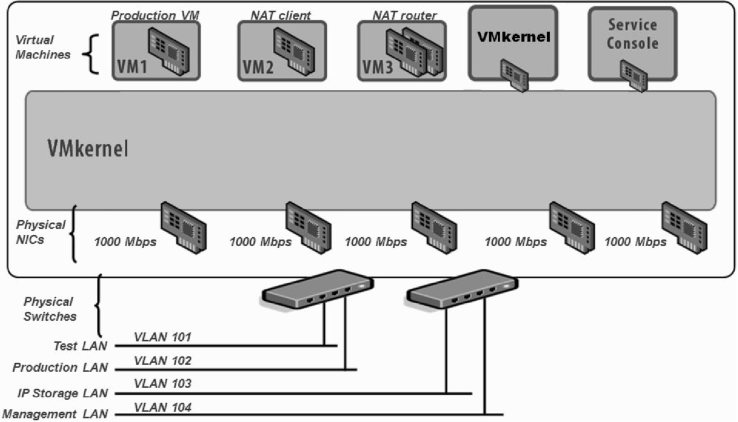 Production VM
NAT client
NAT router
Virtual
Machines
VM1
VM2
VM3
VMkernel
Service
Console
VMkernel
Physical
NICs
1000 Mbps
1000 Mbps
1000 Mbps
1000 Mbps
1000 Mbps
Physical
Switches
Test LAN
VLAN 101
Production LAN
VLAN 102
IP Storage LAN
VLAN 103
Management LAN
VLAN 104